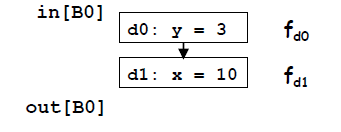 in[B0]
d0: y = 3 fd0
d1: x = 10 fd1
out[B0]